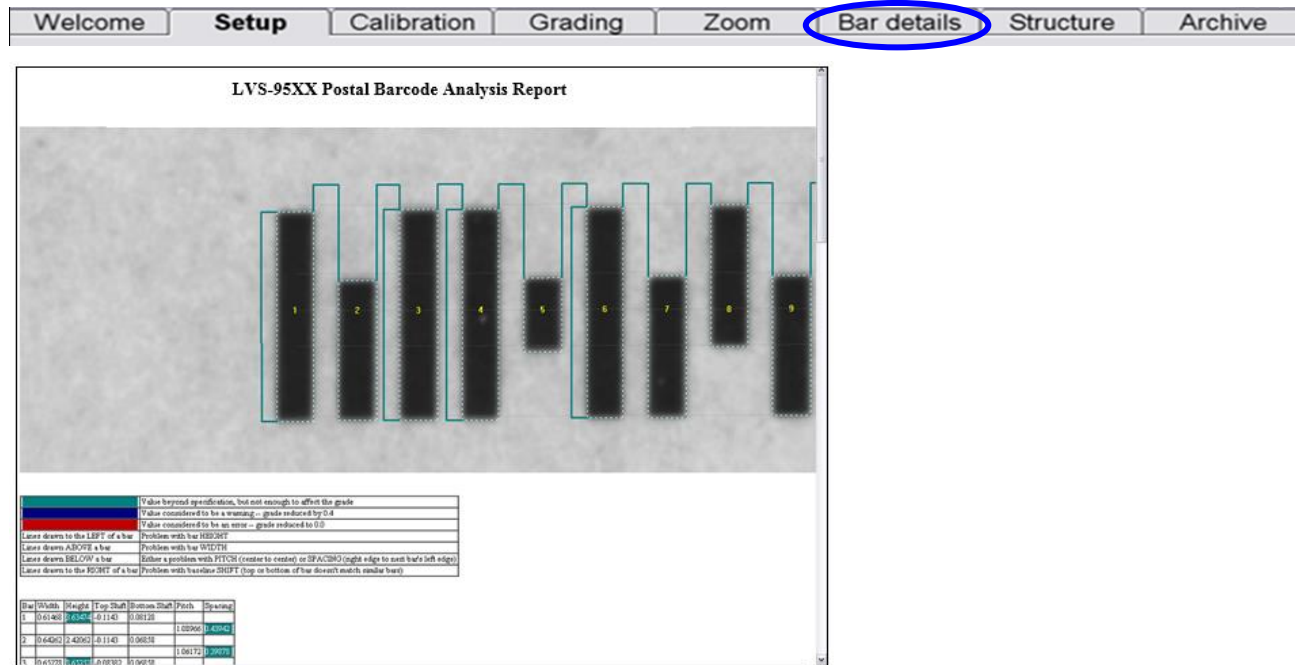 Welcome Setup Calibration Grading Zoom Bar details Structure Archive
LVS-95XX Postal Barcode Analysis Report
1 2 3 4 5 6 7 8 9
Value beyond specification, but not enough to affect the grade
Value considered to be a warning -- grade reduced by 0.4
Value considered to be an error -- grade reduced to 0.0
Lines drawn to the LEFT of a bar Problem with bar HEIGHT
Lines drawn ABOVE a bar Problem with bar WIDTH
Lines drawn BELOW a bar Either a problem with PITCH (center to center) or SPACING (right edge to next bar's left edge)
Lines drawn to the RIGHT of a bar Problem with baseline SHIFT (top or bottom of bar doesn't match similar bars)
Bar Width Height Top Shift Bottom Shift Pitch Spacing
1 0.61468 -0.1143 0.08128
1.08966 0.43942
2 0.64262 2.42062 -0.1143 0.06858
1.06172 0.39878
3 0.65278 -0.08382 0.06858